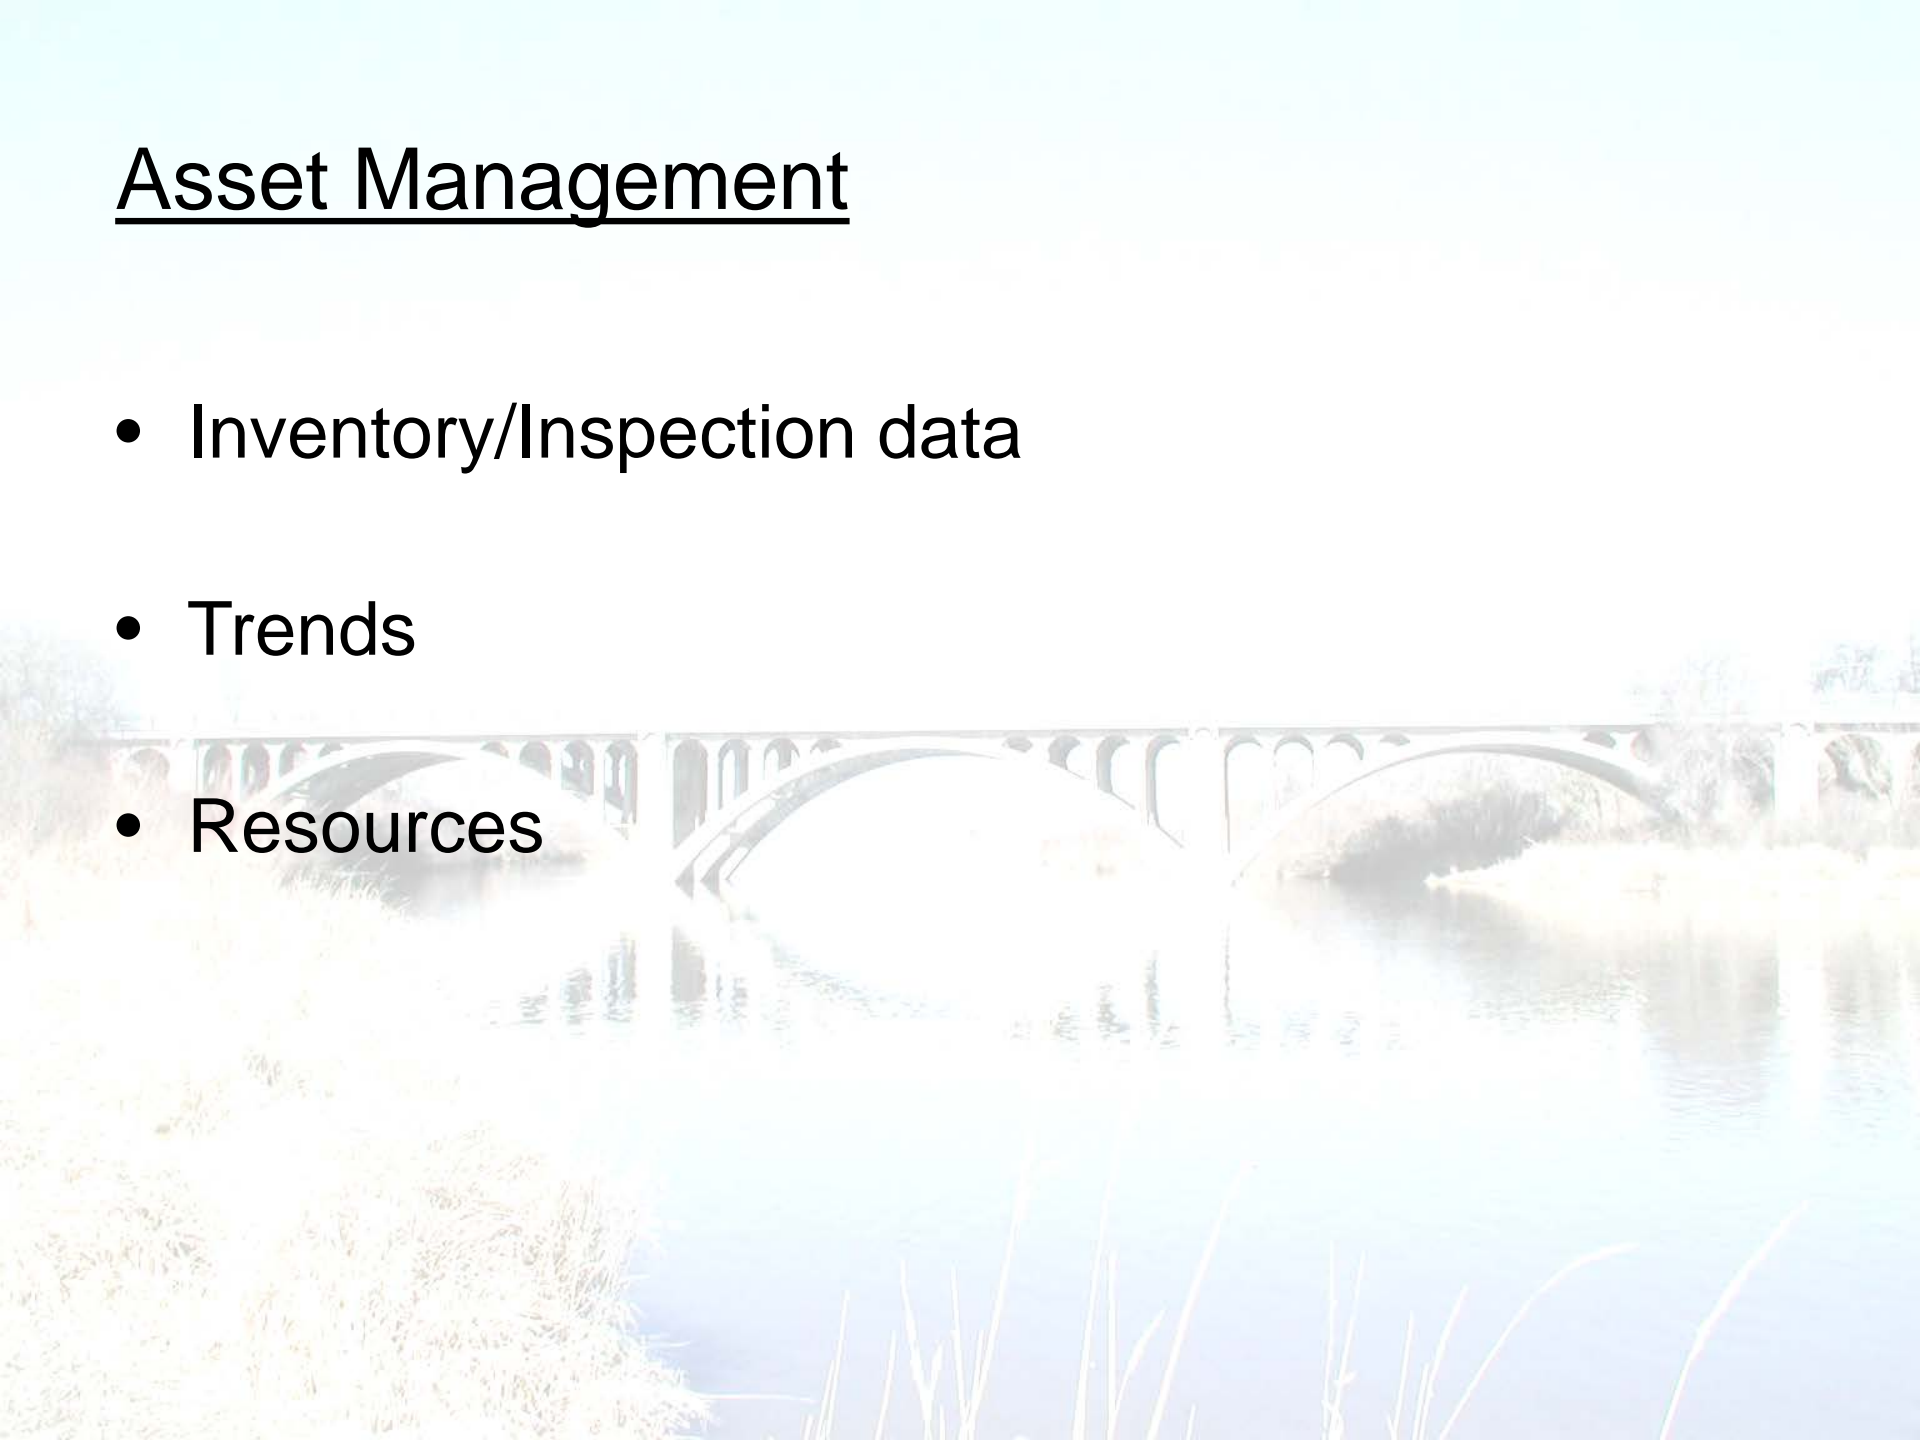 Asset Management
• Inventory/Inspection data
• Trends
• Resources